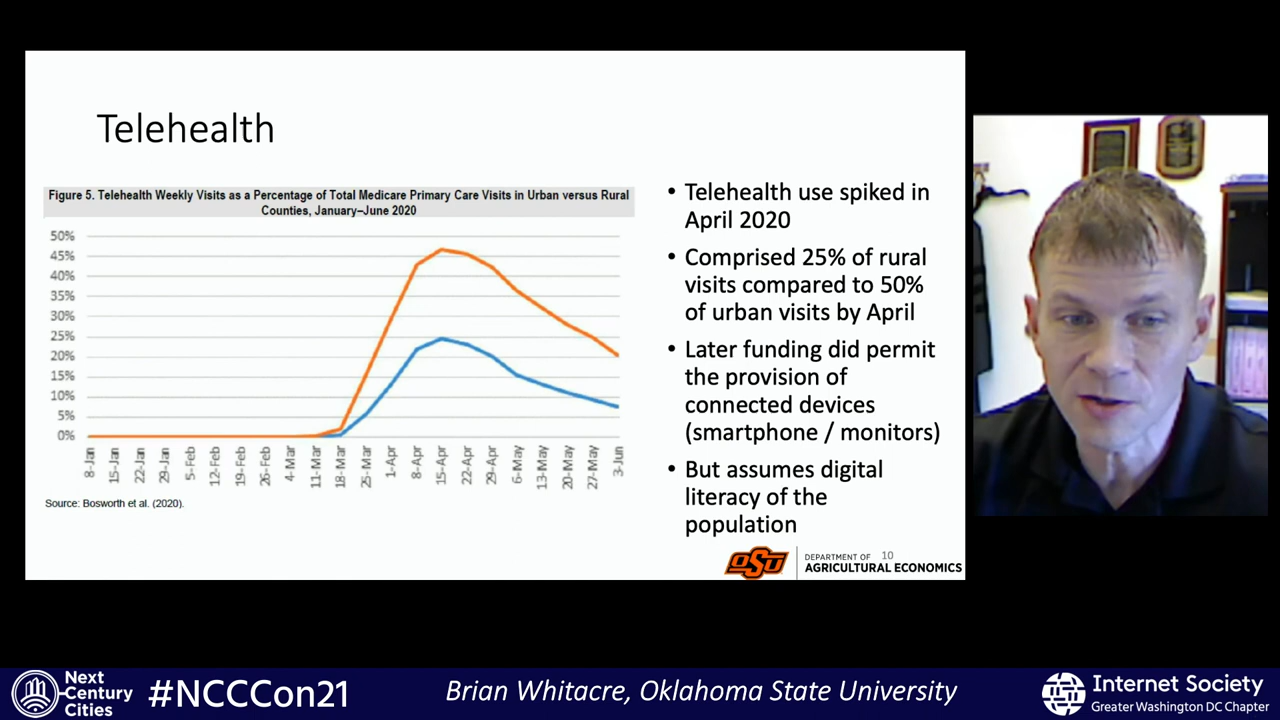 Telehealth
Figure 5. Telehealth Weekly Visits as a Percentage of Total Medicare Primary Care Visits in Urban versus Rural
Counties, January–June 2020
50%
45%
40%
35%
30%
25%
20%
15%
10%
5%
0%
8-Jan
15-Jan
22-Jan
29-Jan
5-Feb
12-Feb
19-Feb
26-Feb
4-Mar
11-Mar
18-Mar
25-Mar
1-Apr
8-Apr
15-Apr
22-Apr
29-Apr
6-May
13-May
20-May
27-May
3-Jun
Source: Bosworth et al. (2020).
• Telehealth use spiked in
April 2020
• Comprised 25% of rural
visits compared to 50%
of urban visits by April
• Later funding did permit
the provision of
connected devices
(smartphone / monitors)
• But assumes digital
literacy of the
population
OSU
DEPARTMENT OF
10
AGRICULTURAL ECONOMICS
Next
Century
Cities
#NCCCon21
Brian Whitacre, Oklahoma State University
Internet Society
Greater Washington DC Chapter